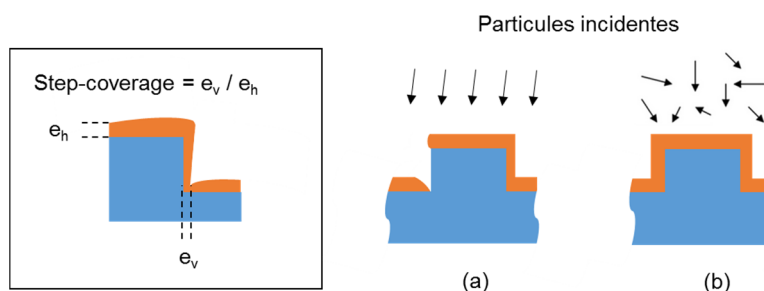 Particules incidentes
Step-coverage = eᵥ / eₕ
eₕ
eᵥ
(a)
(b)